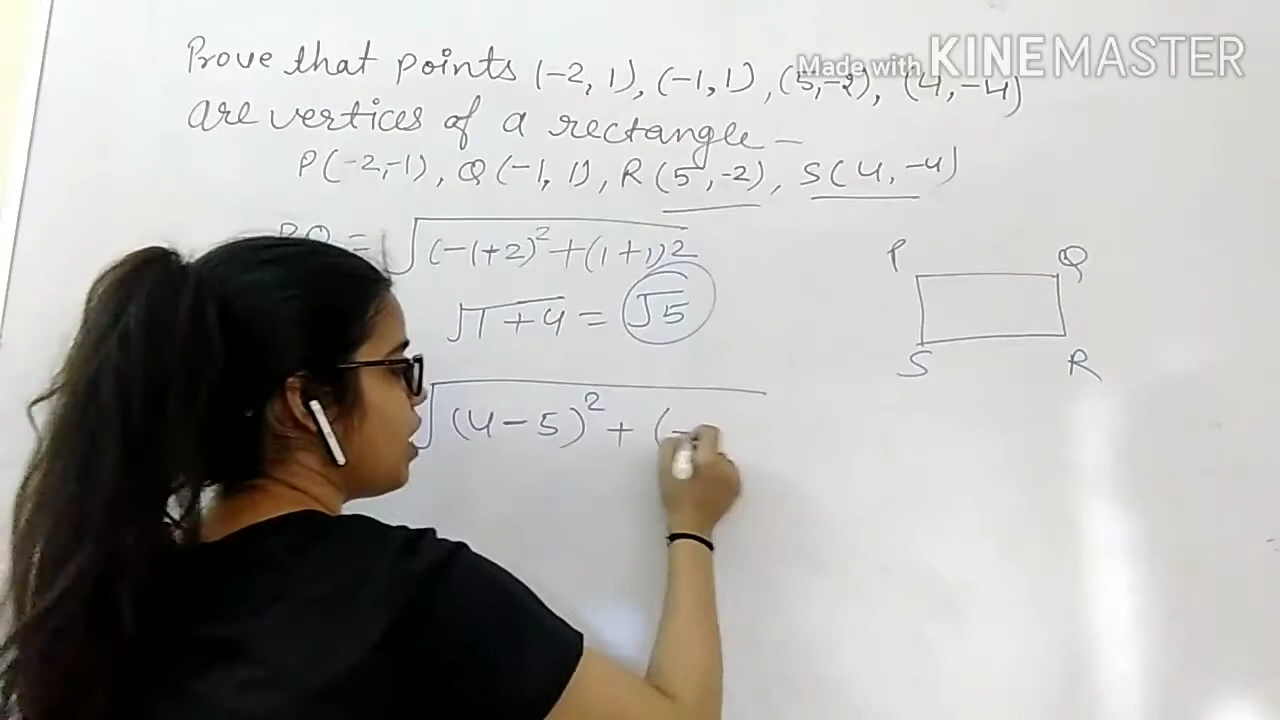 Prove that points (-2, 1), (-1, 1), (5, -2), (4, -4)
Made with KINEMASTER
are vertices of a rectangle -
P(-2, -1), Q(-1, 1), R(5, -2), S(4, -4)
PQ = √(-1+2)² + (1+1)2
√1+4 = √5
√(4-5)² + (-
P Q
S R